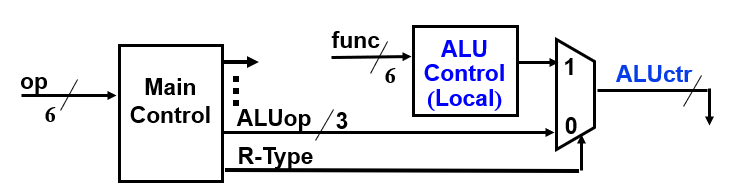 func
6
ALU
Control
(Local)
1
0
ALUctr
op
6
Main
Control
ALUop
3
R-Type